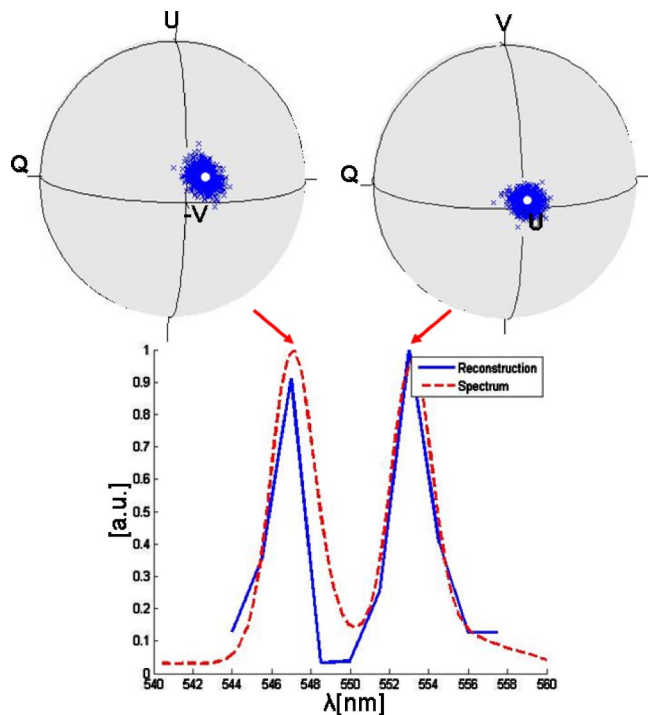 U
V
Q
-V
Q
U
Reconstruction
Spectrum
[a.u.]
1
0.9
0.8
0.7
0.6
0.5
0.4
0.3
0.2
0.1
0
540 542 544 546 548 550 552 554 556 558 560
λ[nm]